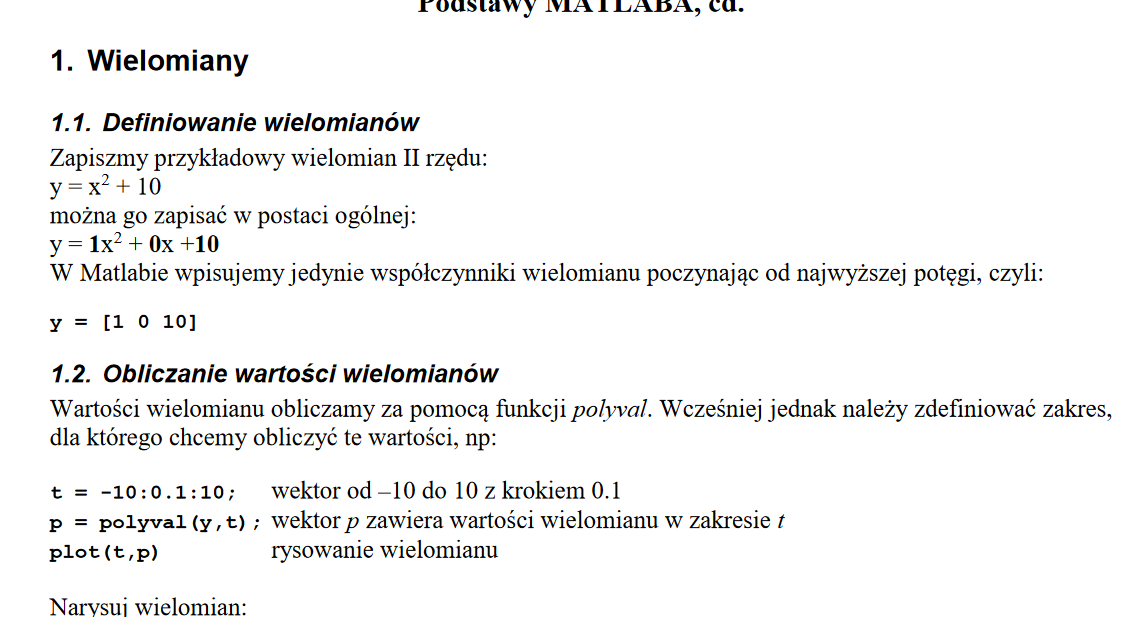 Podstawy MATLABA, cd.
1. Wielomiany
1.1. Definiowanie wielomianów
Zapiszmy przykładowy wielomian II rzędu:
y = x² + 10
można go zapisać w postaci ogólnej:
y = 1x² + 0x +10
W Matlabie wpisujemy jedynie współczynniki wielomianu poczynając od najwyższej potęgi, czyli:
y = [1 0 10]
1.2. Obliczanie wartości wielomianów
Wartości wielomianu obliczamy za pomocą funkcji polyval. Wcześniej jednak należy zdefiniować zakres,
dla którego chcemy obliczyć te wartości, np:
t = -10:0.1:10; wektor od –10 do 10 z krokiem 0.1
p = polyval(y,t); wektor p zawiera wartości wielomianu w zakresie t
plot(t,p) rysowanie wielomianu
Narysuj wielomian: